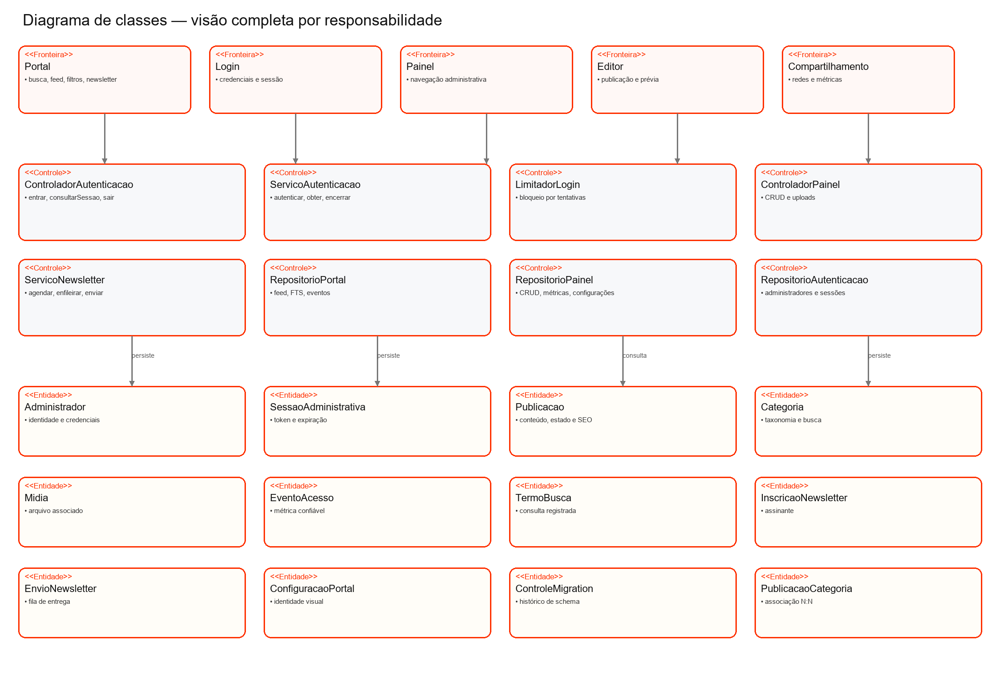 Diagrama de classes — visão completa por responsabilidade
<<Fronteira>>
Portal
• busca, feed, filtros, newsletter
<<Fronteira>>
Login
• credenciais e sessão
<<Fronteira>>
Painel
• navegação administrativa
<<Fronteira>>
Editor
• publicação e prévia
<<Fronteira>>
Compartilhamento
• redes e métricas
<<Controle>>
ControladorAutenticacao
• entrar, consultarSessao, sair
<<Controle>>
ServicoAutenticacao
• autenticar, obter, encerrar
<<Controle>>
LimitadorLogin
• bloqueio por tentativas
<<Controle>>
ControladorPainel
• CRUD e uploads
<<Controle>>
ServicoNewsletter
• agendar, enfileirar, enviar
<<Controle>>
RepositorioPortal
• feed, FTS, eventos
<<Controle>>
RepositorioPainel
• CRUD, métricas, configurações
<<Controle>>
RepositorioAutenticacao
• administradores e sessões
persiste
persiste
consulta
persiste
<<Entidade>>
Administrador
• identidade e credenciais
<<Entidade>>
SessaoAdministrativa
• token e expiração
<<Entidade>>
Publicacao
• conteúdo, estado e SEO
<<Entidade>>
Categoria
• taxonomia e busca
<<Entidade>>
Midia
• arquivo associado
<<Entidade>>
EventoAcesso
• métrica confiável
<<Entidade>>
TermoBusca
• consulta registrada
<<Entidade>>
InscricaoNewsletter
• assinante
<<Entidade>>
EnvioNewsletter
• fila de entrega
<<Entidade>>
ConfiguracaoPortal
• identidade visual
<<Entidade>>
ControleMigration
• histórico de schema
<<Entidade>>
PublicacaoCategoria
• associação N:N